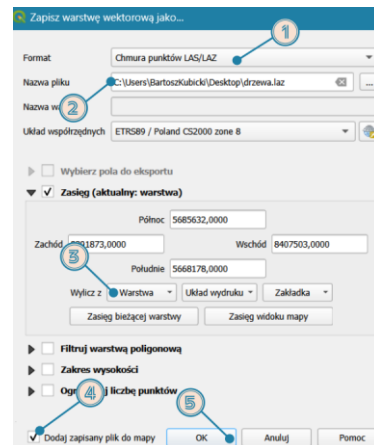 Zapisz warstwę wektorową jako...
1
Format Chmura punktów LAS/LAZ
Nazwa pliku C:\Users\BartoszKubicki\Desktop\drzewa.laz ...
2
Nazwa
Układ współrzędnych ETRS89 / Poland CS2000 zone 8
Wybierz pola do eksportu
Zasięg (aktualny: warstwa)
Północ 5685632,0000
Zachód 1873,0000 Wschód 8407503,0000
3
Południe 5668178,0000
Wylicz z Warstwa Układ wydruku Zakładka
Zasięg bieżącej warstwy Zasięg widoku mapy
Filtruj warstwą poligonową
Zakres wysokości
4 liczbę punktów
5
Dodaj zapisany plik do mapy OK Anuluj Pomoc